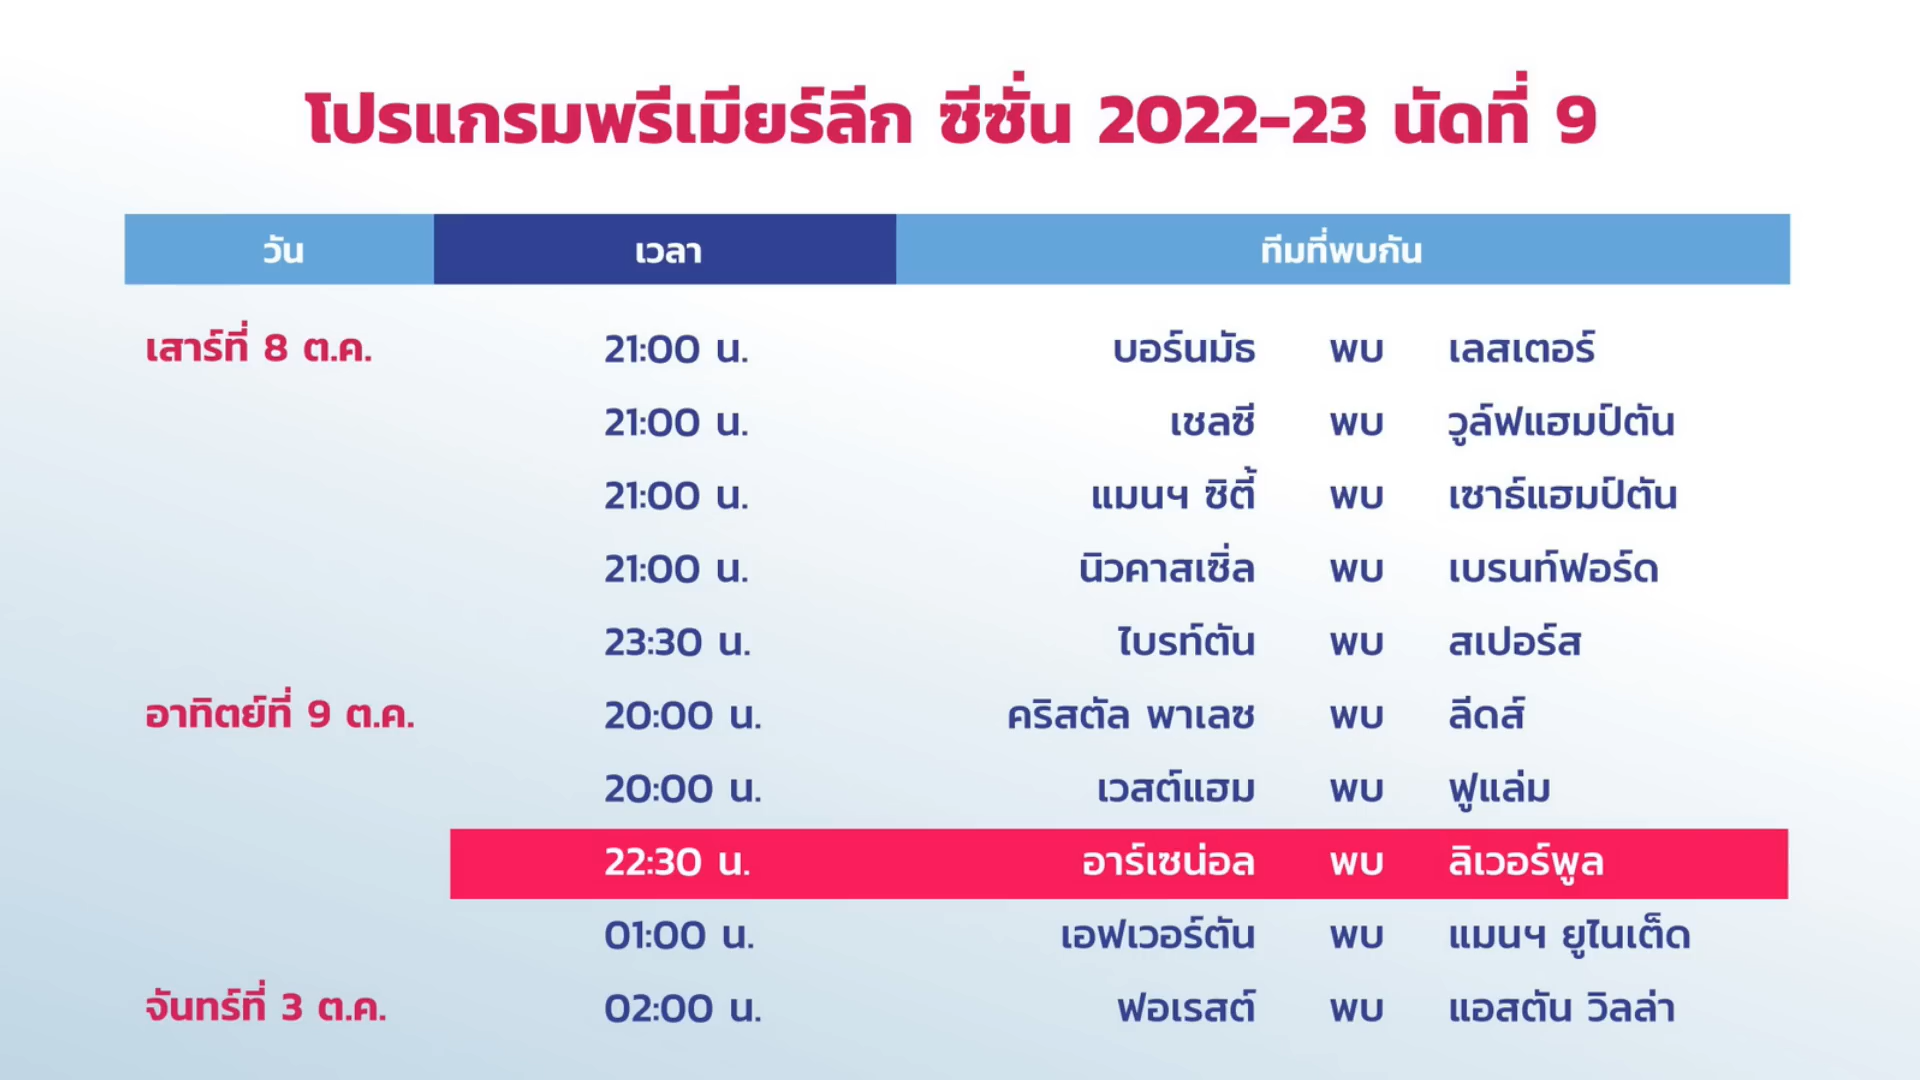 โปรแกรมพรีเมียร์ลีก ซีซั่น 2022-23 นัดที่ 9
วัน เวลา ทีมที่พบกัน
เสาร์ที่ 8 ต.ค. 21:00 น. บอร์นมัธ พบ เลสเตอร์
21:00 น. เชลซี พบ วูล์ฟแฮมป์ตัน
21:00 น. แมนฯ ซิตี้ พบ เซาธ์แฮมป์ตัน
21:00 น. นิวคาสเซิ่ล พบ เบรนท์ฟอร์ด
23:30 น. ไบรท์ตัน พบ สเปอร์ส
อาทิตย์ที่ 9 ต.ค. 20:00 น. คริสตัล พาเลซ พบ ลีดส์
20:00 น. เวสต์แฮม พบ ฟูแล่ม
22:30 น. อาร์เซน่อล พบ ลิเวอร์พูล
01:00 น. เอฟเวอร์ตัน พบ แมนฯ ยูไนเต็ด
จันทร์ที่ 3 ต.ค. 02:00 น. ฟอเรสต์ พบ แอสตัน วิลล่า